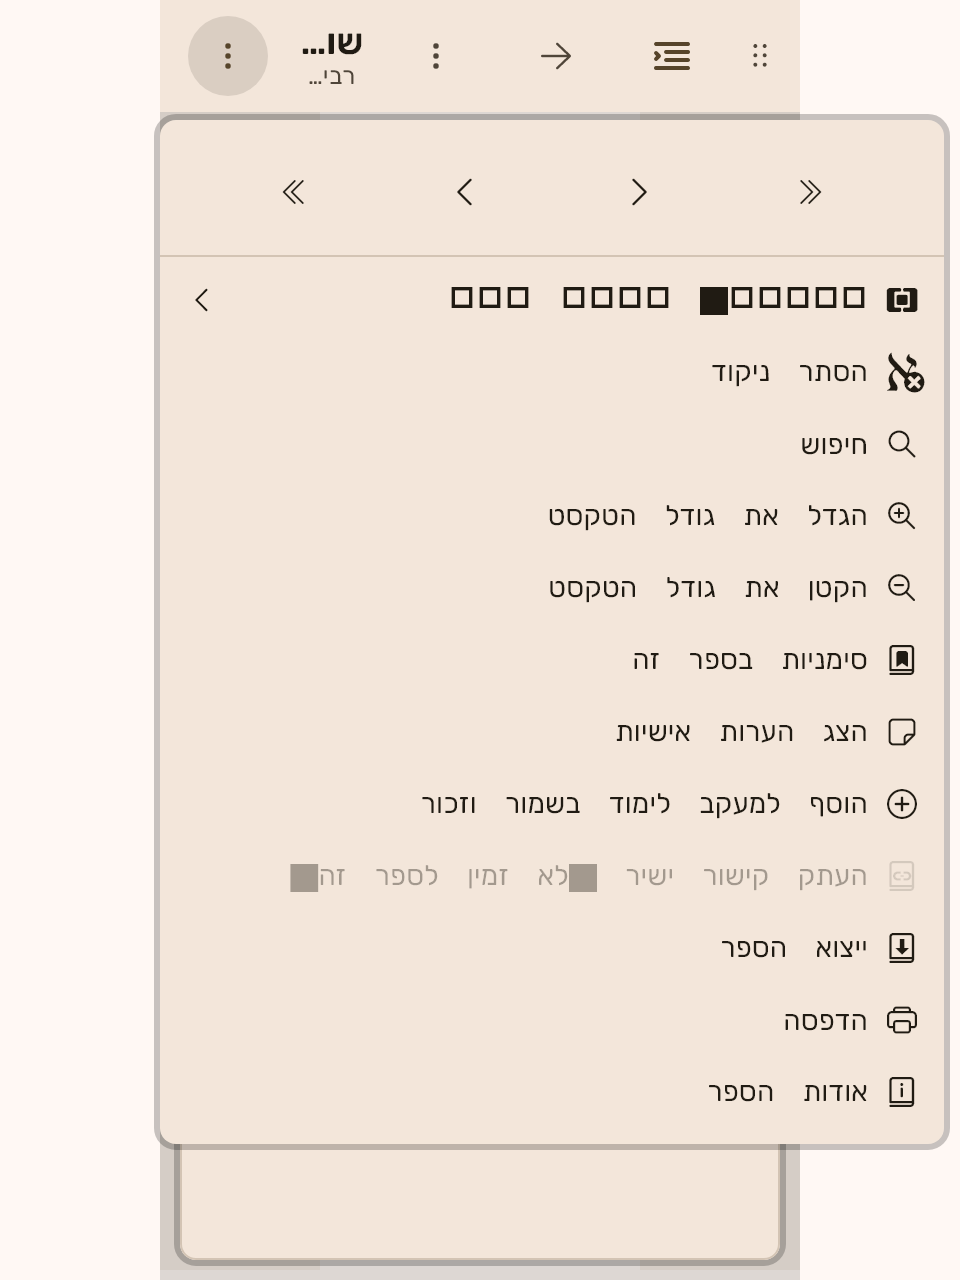 שו...
רבי...
הסתר ניקוד
חיפוש
הגדל את גודל הטקסט
הקטן את גודל הטקסט
סימניות בספר זה
הצג הערות אישיות
הוסף למעקב לימוד בשמור וזכור
העתק קישור ישיר לא זמין לספר זה
ייצוא הספר
הדפסה
אודות הספר